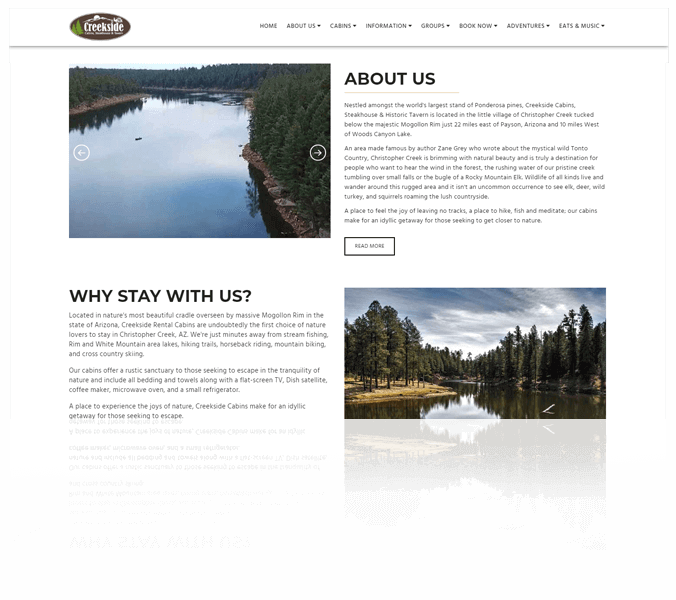 Creekside
HOME ABOUT US CABINS INFORMATION GROUPS BOOK NOW ADVENTURES EATS & MUSIC
ABOUT US
Nestled amongst the world's largest stand of Ponderosa pines, Creekside Cabins,
Steakhouse & Historic Tavern is located in the little village of Christopher Creek tucked
below the majestic Mogollon Rim just 22 miles east of Payson, Arizona and 10 miles West
of Woods Canyon Lake.
An area made famous by author Zane Grey who wrote about the mystical wild Tonto
Country, Christopher Creek is brimming with natural beauty and is truly a destination for
people who want to hear the wind in the forest, the rushing water of our pristine creek
tumbling over small falls or the bugle of a Rocky Mountain Elk. Wildlife of all kinds live and
wander around this rugged area and it isn't an uncommon occurrence to see elk, deer, wild
turkey, and squirrels roaming the lush countryside.
A place to feel the joy of leaving no tracks, a place to hike, fish and meditate; our cabins
make for an idyllic getaway for those seeking to get closer to nature.
READ MORE
WHY STAY WITH US?
Located in nature's most beautiful cradle overseen by massive Mogollon Rim in the
state of Arizona, Creekside Rental Cabins are undoubtedly the first choice of nature
lovers to stay in Christopher Creek, AZ. We're just minutes away from stream fishing,
Rim and White Mountain area lakes, hiking trails, horseback riding, mountain biking,
and cross country skiing.
Our cabins offer a rustic sanctuary to those seeking to escape in the tranquility of
nature and include all bedding and towels along with a flat-screen TV, Dish satellite,
coffee maker, microwave oven, and a small refrigerator.
A place to experience the joys of nature, Creekside Cabins make for an idyllic
getaway for those seeking to escape.